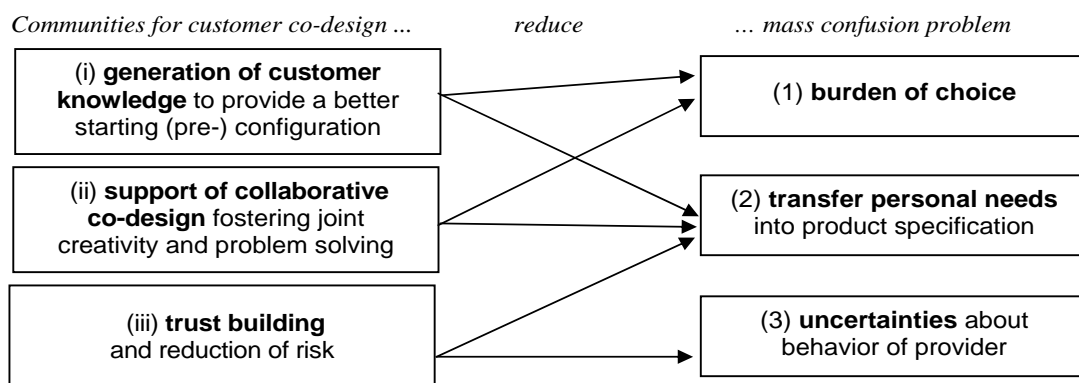 Communities for customer co-design ... reduce ... mass confusion problem
(i) generation of customer
knowledge to provide a better
starting (pre-) configuration
(1) burden of choice
(ii) support of collaborative
co-design fostering joint
creativity and problem solving
(2) transfer personal needs
into product specification
(iii) trust building
and reduction of risk
(3) uncertainties about
behavior of provider